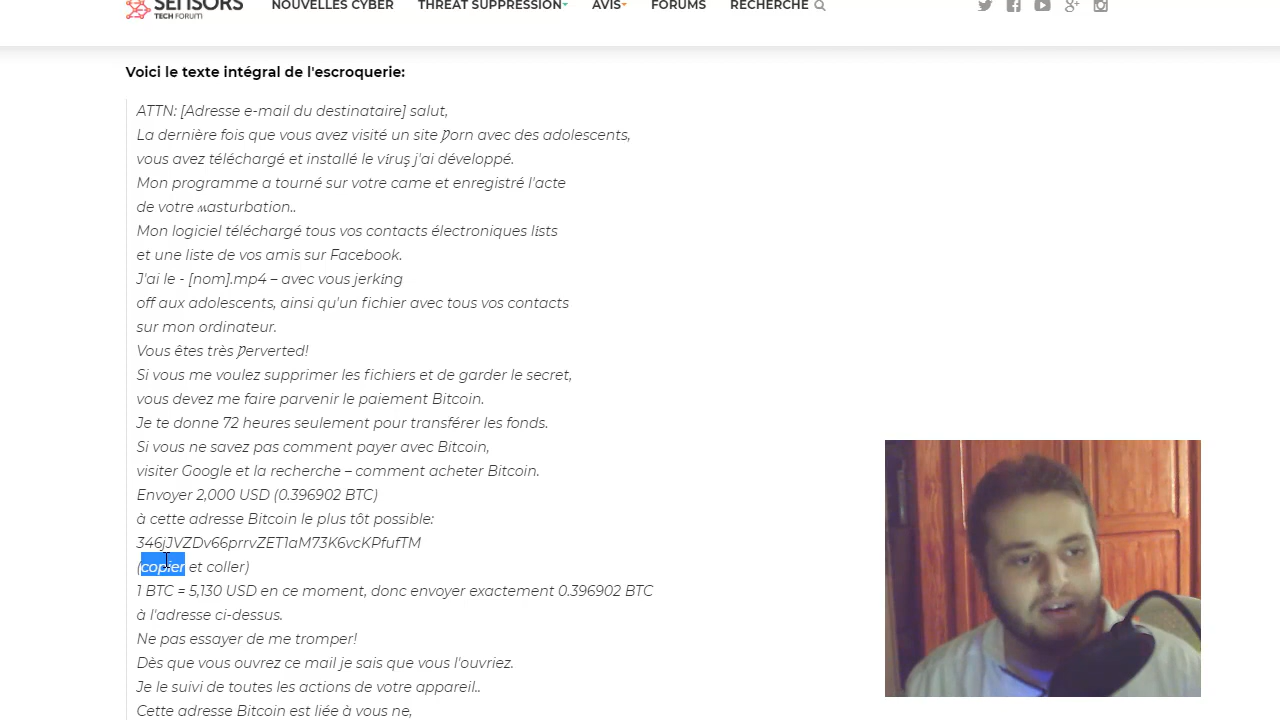 SENSORS
TECH FORUM
NOUVELLES CYBER THREAT SUPPRESSION AVIS FORUMS RECHERCHE
Voici le texte intégral de l'escroquerie:
ATTN: [Adresse e-mail du destinataire] salut,
La dernière fois que vous avez visité un site 𝑝orn avec des adolescents,
vous avez téléchargé et installé le vіruş j'ai développé.
Mon programme a tourné sur votre came et enregistré l'acte
de votre мasturbation..
Mon logiciel téléchargé tous vos contacts électroniques lіsts
et une liste de vos amis sur Facebook.
J'ai le - [nom].mp4 – avec vous jerkіng
off aux adolescents, ainsi qu'un fichier avec tous vos contacts
sur mon ordinateur.
Vous êtes très 𝑝erverted!
Si vous me voulez supprimer les fichiers et de garder le secret,
vous devez me faire parvenir le paiement Bitcoin.
Je te donne 72 heures seulement pour transférer les fonds.
Si vous ne savez pas comment payer avec Bitcoin,
visiter Google et la recherche – comment acheter Bitcoin.
Envoyer 2,000 USD (0.396902 BTC)
à cette adresse Bitcoin le plus tôt possible:
346jJVZDv66prrvZET1aM73K6vcKPfufTM
(copier et coller)
1 BTC = 5,130 USD en ce moment, donc envoyer exactement 0.396902 BTC
à l'adresse ci-dessus.
Ne pas essayer de me tromper!
Dès que vous ouvrez ce mail je sais que vous l'ouvriez.
Je le suivi de toutes les actions de votre appareil..
Cette adresse Bitcoin est liée à vous ne,